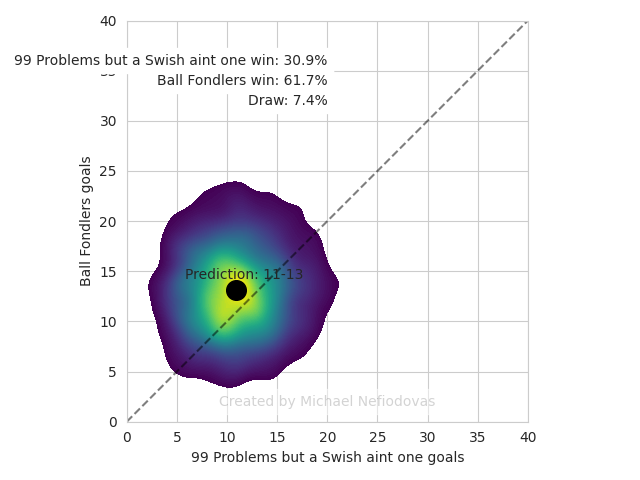 40
99 Problems but a Swish aint one win: 30.9%
Ball Fondlers win: 61.7%
Draw: 7.4%
30
25
20
15
10
5
0
Ball Fondlers goals
Prediction: 11-13
Created by Michael Nefiodovas
0 5 10 15 20 25 30 35 40
99 Problems but a Swish aint one goals